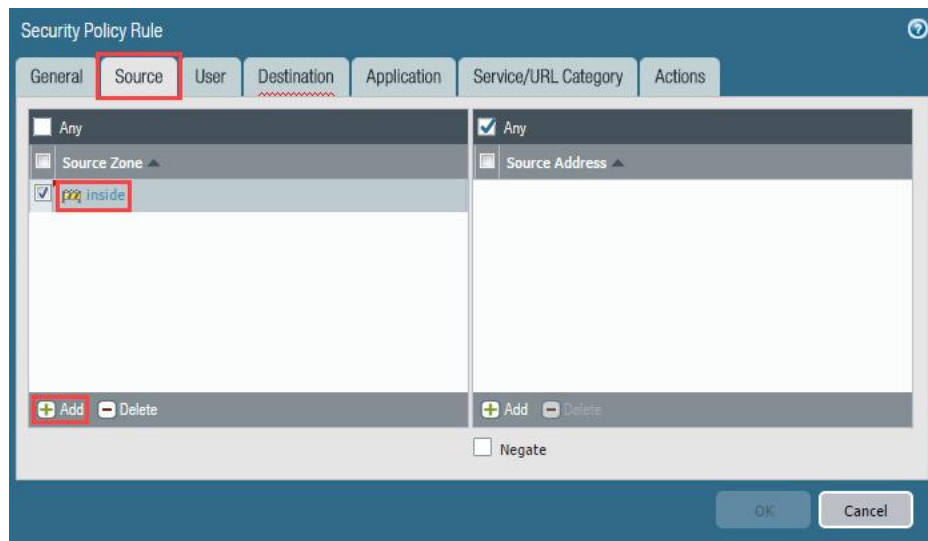 Security Policy Rule
General Source User Destination Application Service/URL Category Actions
Any
Source Zone
inside
Add Delete
Any
Source Address
Add Delete
Negate
OK Cancel